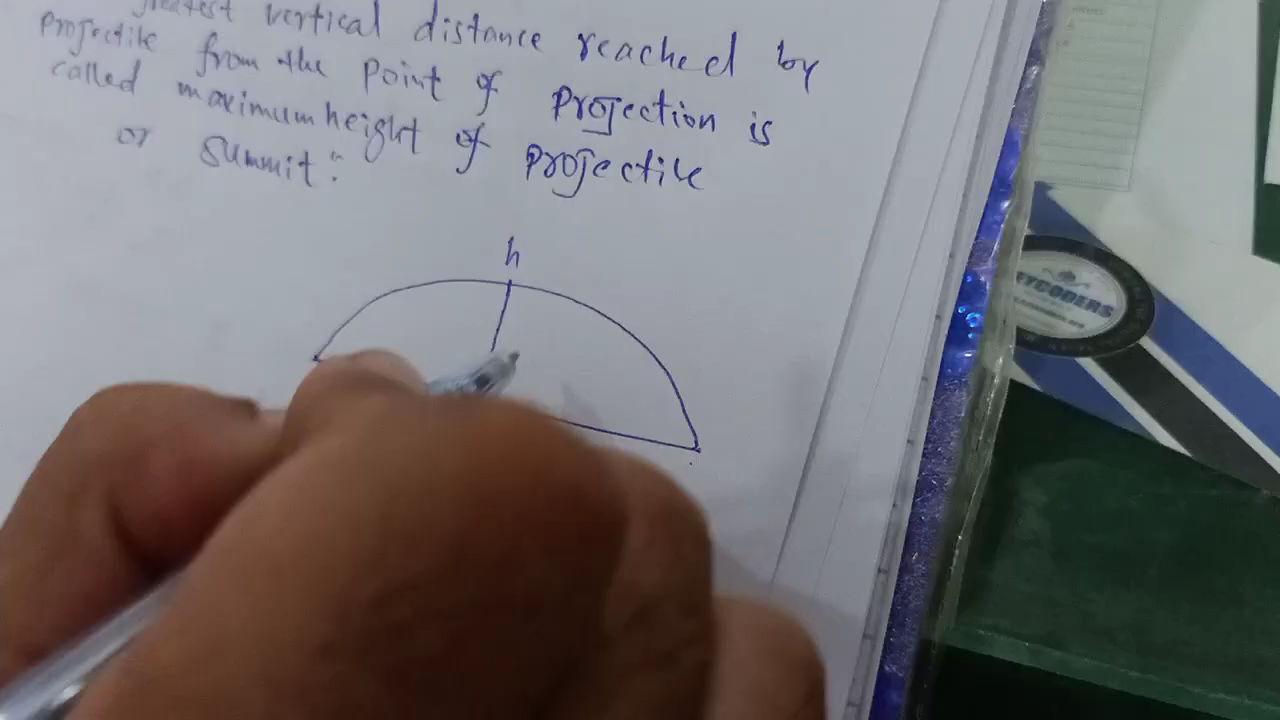 vertical distance reached by
Projectile from the point of Projection is
called maximum height of Projectile
or Summit"
h